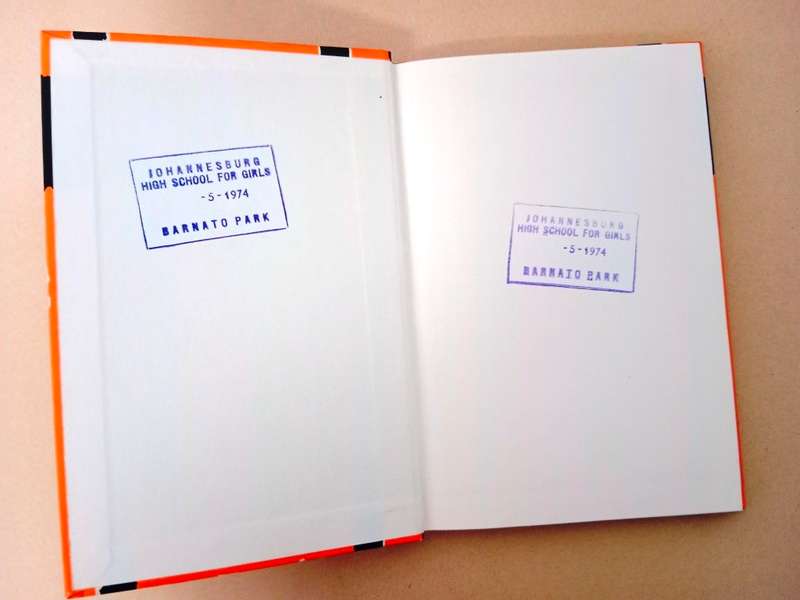 JOHANNESBURG
HIGH SCHOOL FOR GIRLS
-5-1974
BARNATO PARK
JOHANNESBURG
HIGH SCHOOL FOR GIRLS
-5-1974
BARNATO PARK